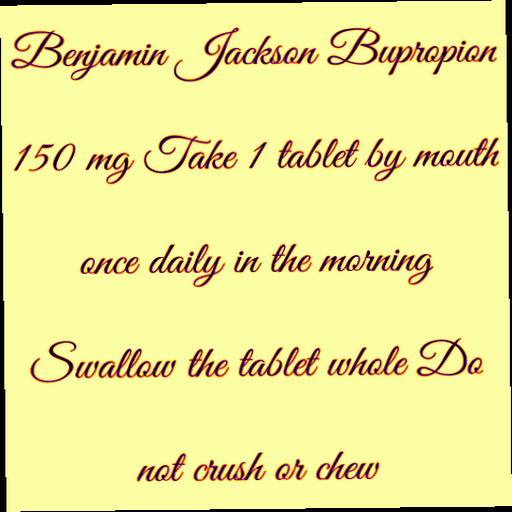 Benjamin Jackson Bupropion
150 mg Take 1 tablet by mouth
once daily in the morning
Swallow the tablet whole Do
not crush or chew